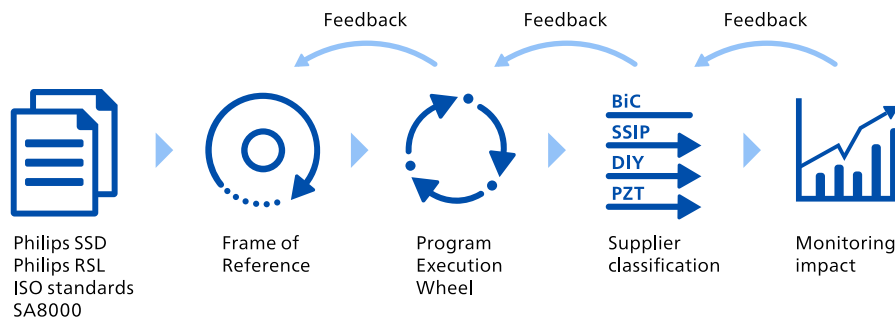 Feedback
Feedback
Feedback
BiC
SSIP
DIY
PZT
Philips SSD
Philips RSL
ISO standards
SA8000
Frame of
Reference
Program
Execution
Wheel
Supplier
classification
Monitoring
impact